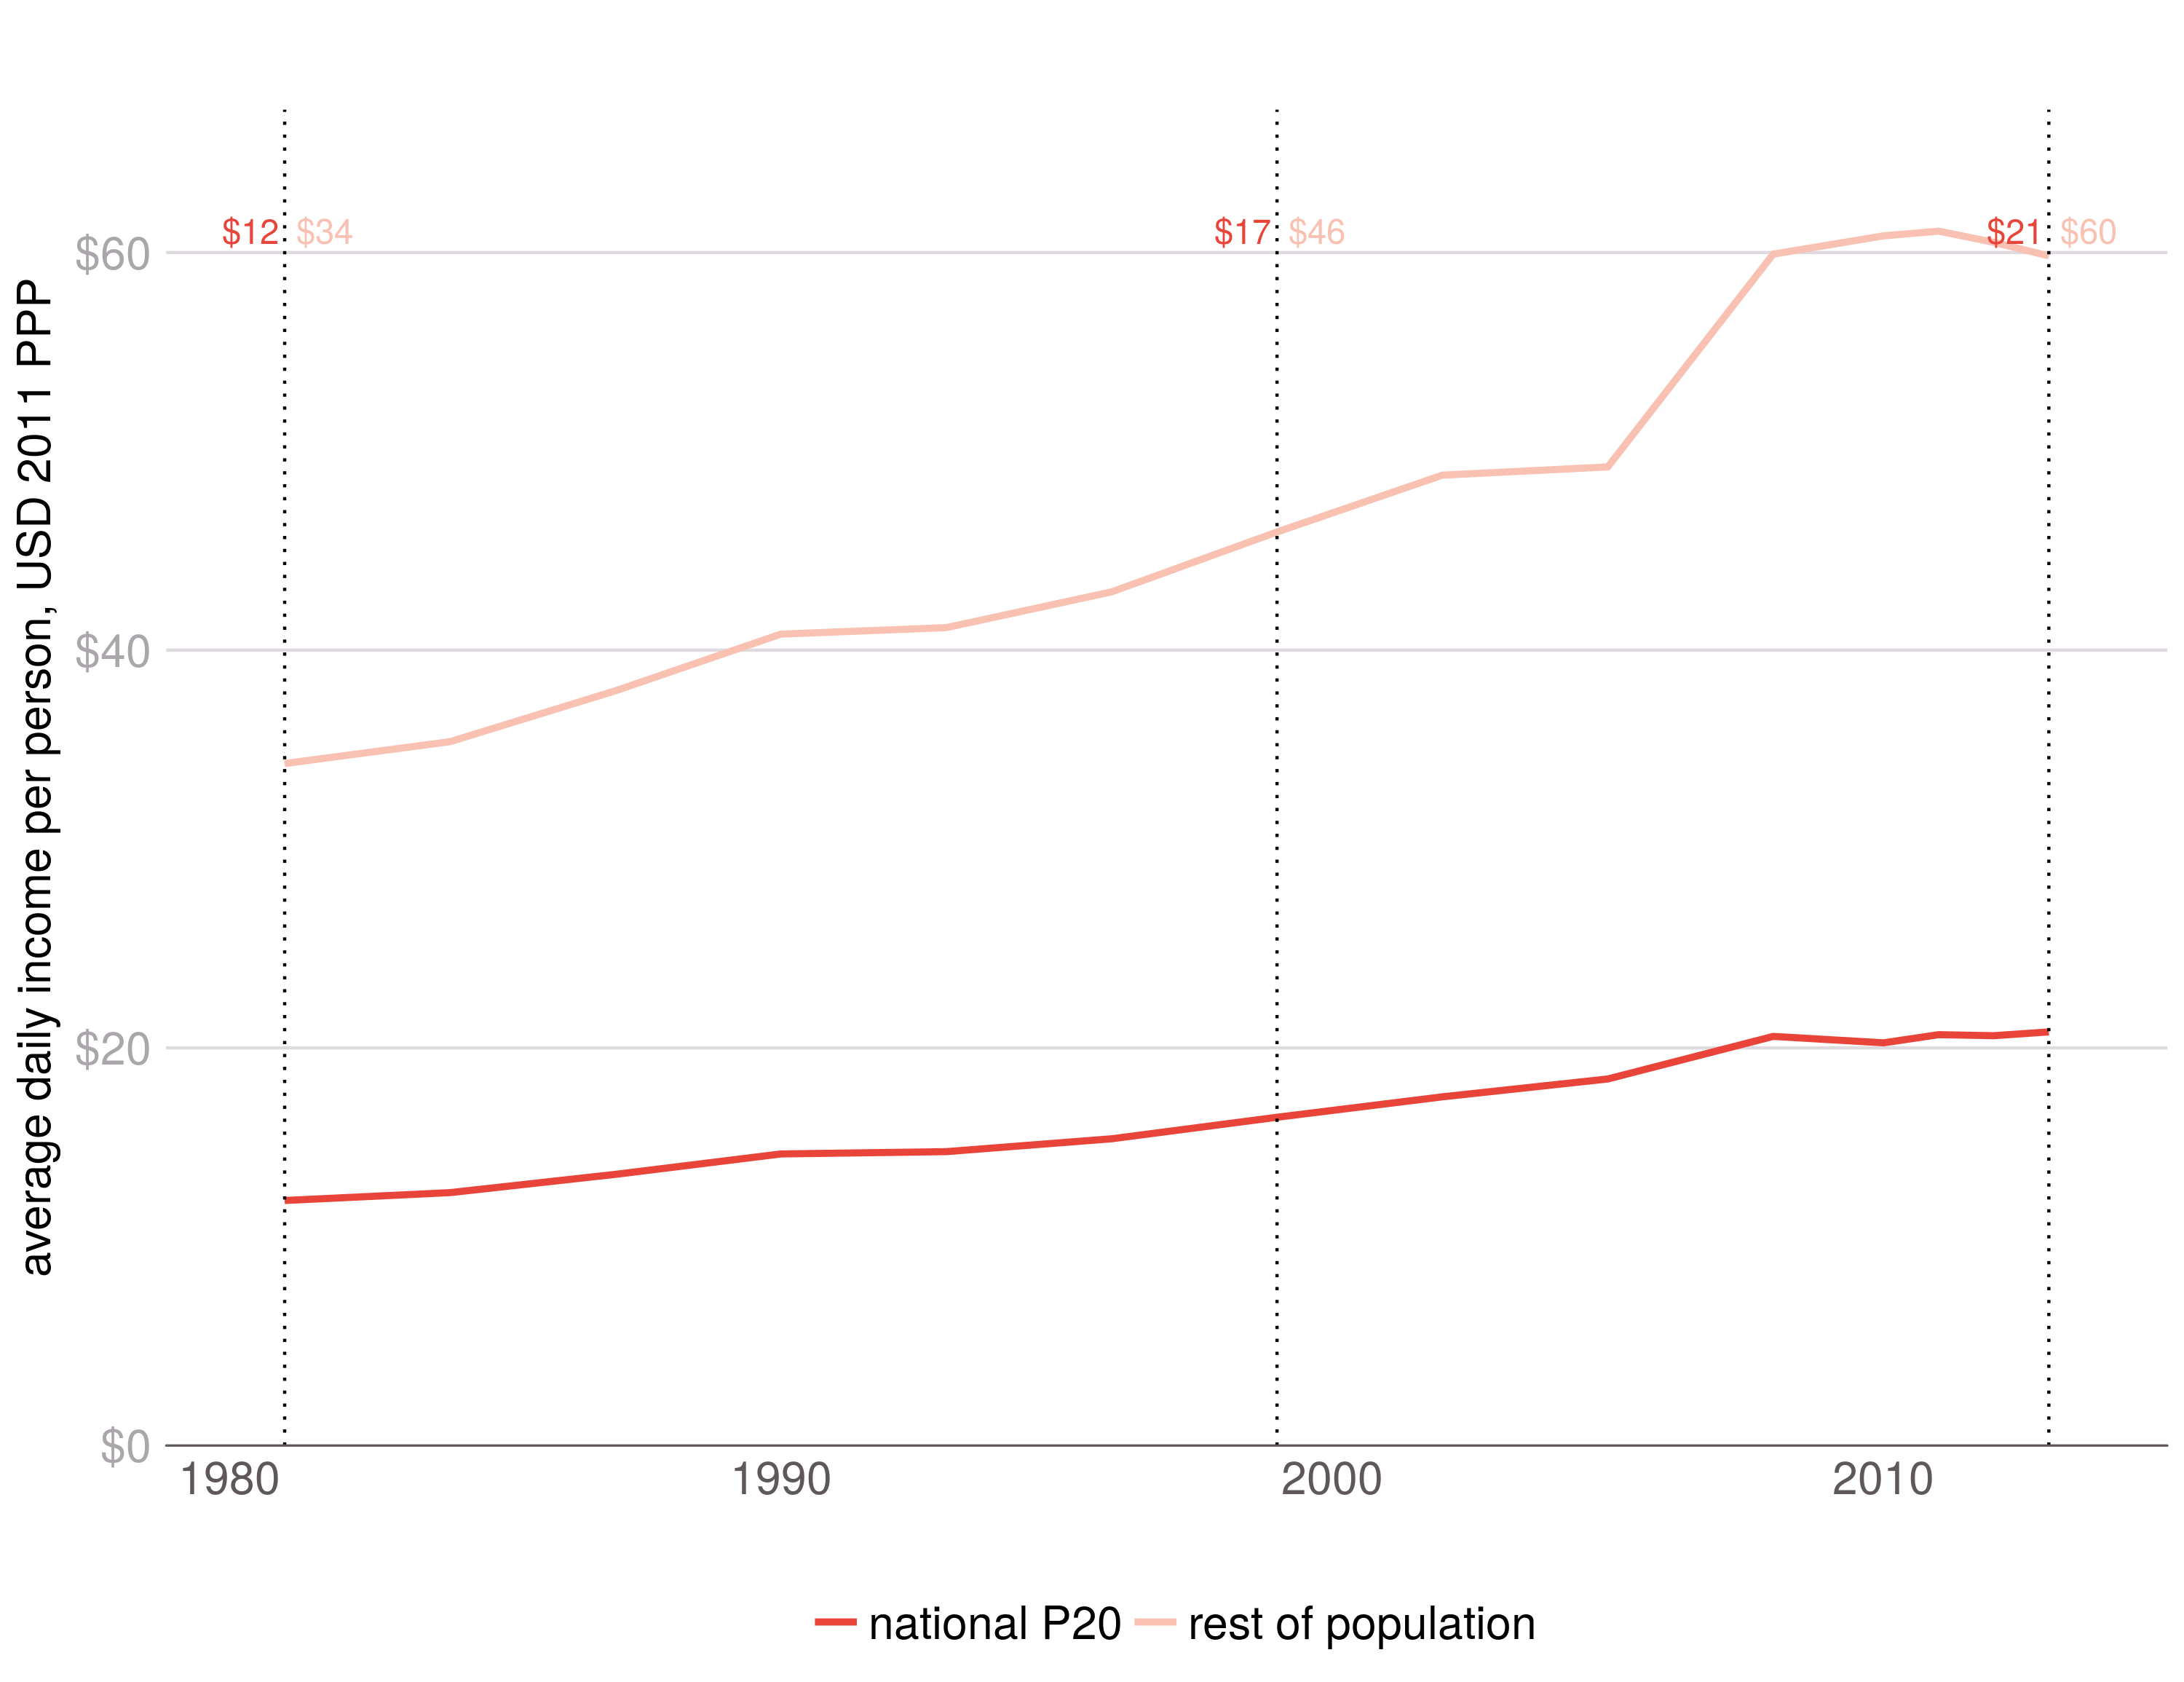 $12 $34 $17 $46 $21 $60
$60
$40
$20
$0
average daily income per person, USD 2011 PPP
1980 1990 2000 2010
national P20 rest of population